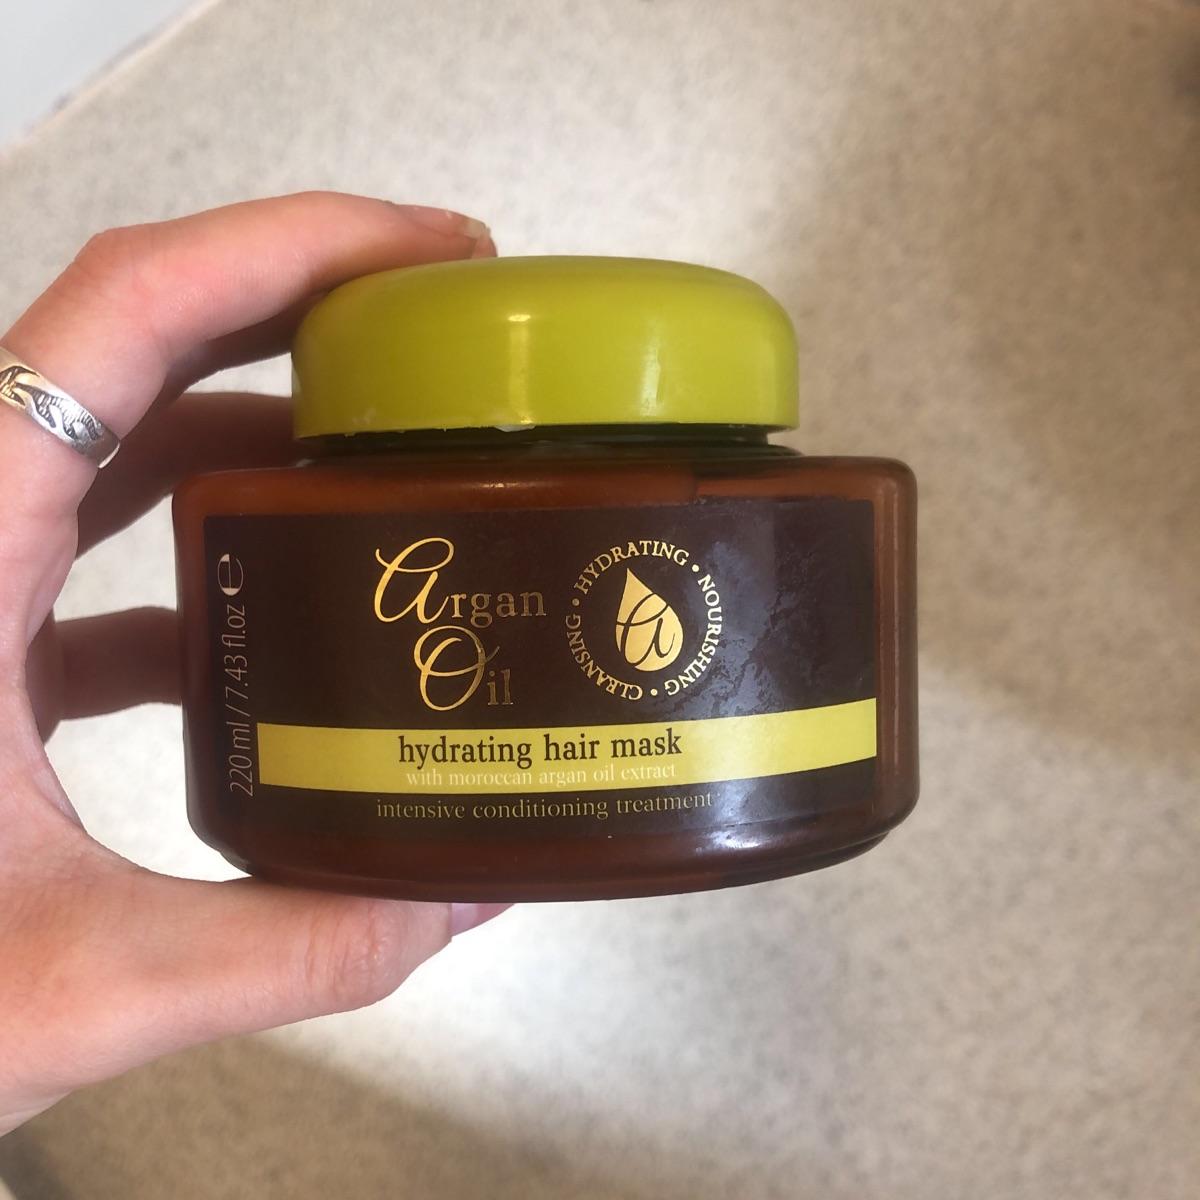 Argan
Oil
HYDRATING • NOURISHING • CLEANSING •
hydrating hair mask
with moroccan argan oil extract
intensive conditioning treatment
220 ml / 7.43 fl.oz e